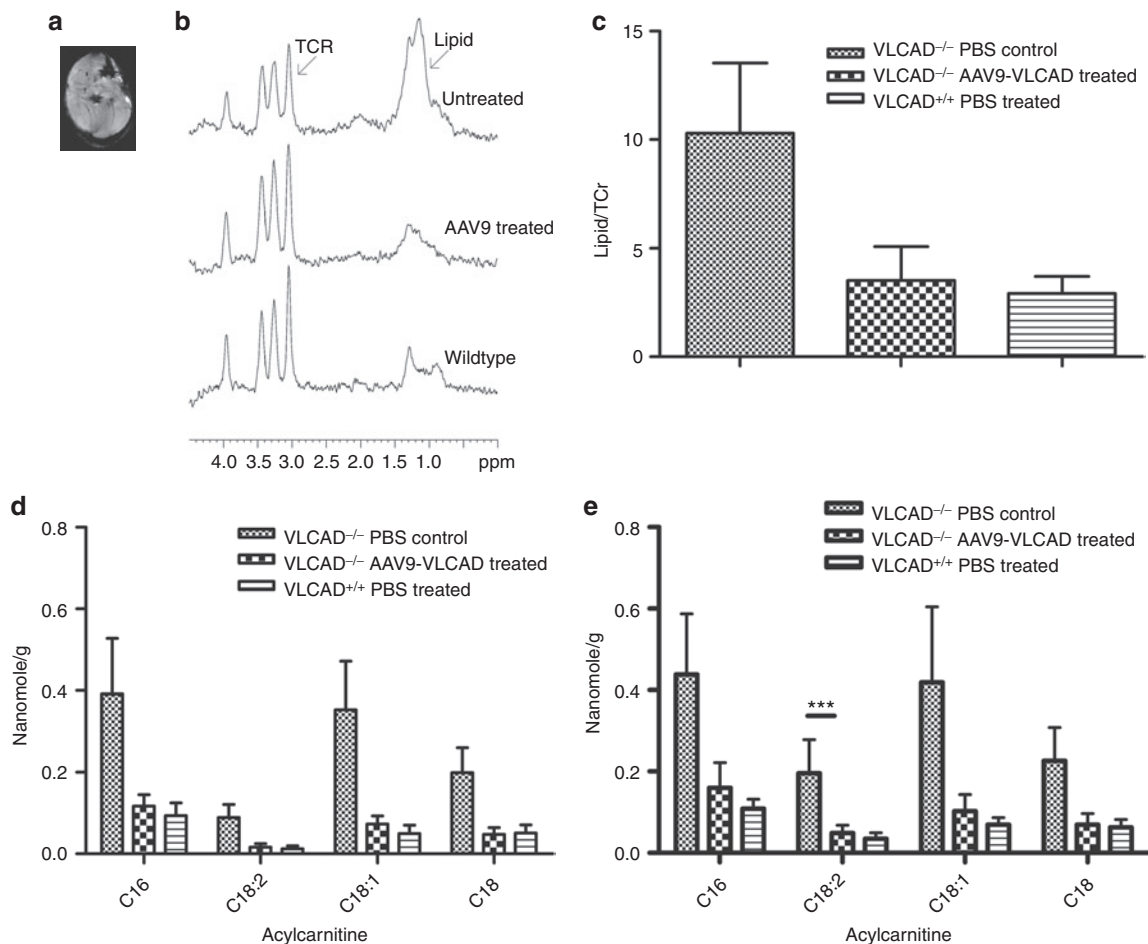 a
b
TCR
Lipid
Untreated
AAV9 treated
Wildtype
4.0 3.5 3.0 2.5 2.0 1.5 1.0 ppm
c
15
10
5
0
Lipid/TCr
VLCAD−/− PBS control
VLCAD−/− AAV9-VLCAD treated
VLCAD+/+ PBS treated
d
0.8
0.6
0.4
0.2
0.0
Nanomole/g
VLCAD−/− PBS control
VLCAD−/− AAV9-VLCAD treated
VLCAD+/+ PBS treated
C16 C18:2 C18:1 C18
Acylcarnitine
e
0.8
0.6
0.4
0.2
0.0
Nanomole/g
VLCAD−/− PBS control
VLCAD−/− AAV9-VLCAD treated
VLCAD+/+ PBS treated
***
C16 C18:2 C18:1 C18
Acylcarnitine